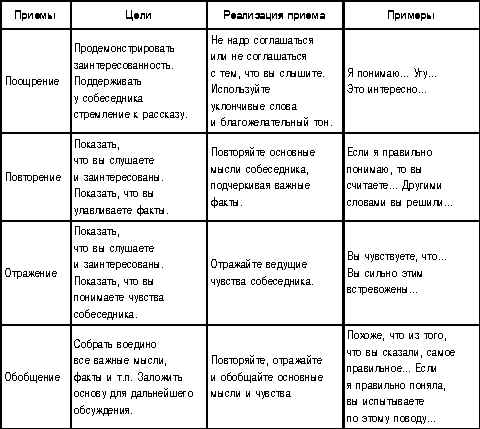 Приемы
Цели
Реализация приема
Примеры
Поощрение
Продемонстрировать
заинтересованность.
Поддерживать
у собеседника
стремление к рассказу.
Не надо соглашаться
или не соглашаться
с тем, что вы слышите.
Используйте
уклончивые слова
и благожелательный тон.
Я понимаю... Угу...
Это интересно...
Повторение
Показать,
что вы слушаете
и заинтересованы.
Показать, что вы
улавливаете факты.
Повторяйте основные
мысли собеседника,
подчеркивая важные
факты.
Если я правильно
понимаю, то вы
считаете... Другими
словами вы решили...
Отражение
Показать,
что вы слушаете
и заинтересованы.
Показать, что вы
понимаете чувства
собеседника.
Отражайте ведущие
чувства собеседника.
Вы чувствуете, что...
Вы сильно этим
встревожены...
Обобщение
Собрать воедино
все важные мысли,
факты и т.п. Заложить
основу для дальнейшего
обсуждения.
Повторяйте, отражайте
и обобщайте основные
мысли и чувства
Похоже, что из того,
что вы сказали, самое
правильное... Если
я правильно поняла,
вы испытываете
по этому поводу...